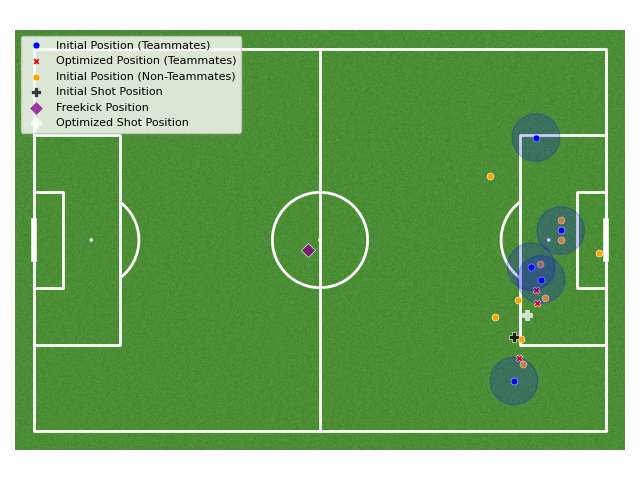 Initial Position (Teammates)
Optimized Position (Teammates)
Initial Position (Non-Teammates)
Initial Shot Position
Freekick Position
Optimized Shot Position